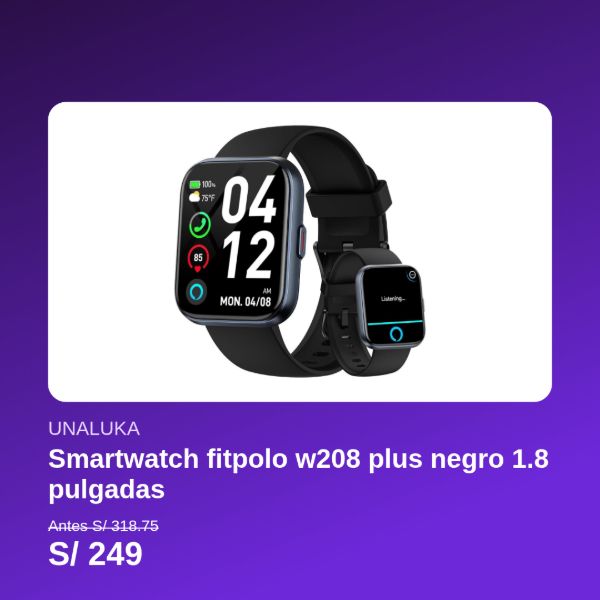 100%
75°F
04
12
85
AM
MON. 04/08
Listening...
UNALUKA
Smartwatch fitpolo w208 plus negro 1.8
pulgadas
Antes S/ 318.75
S/ 249